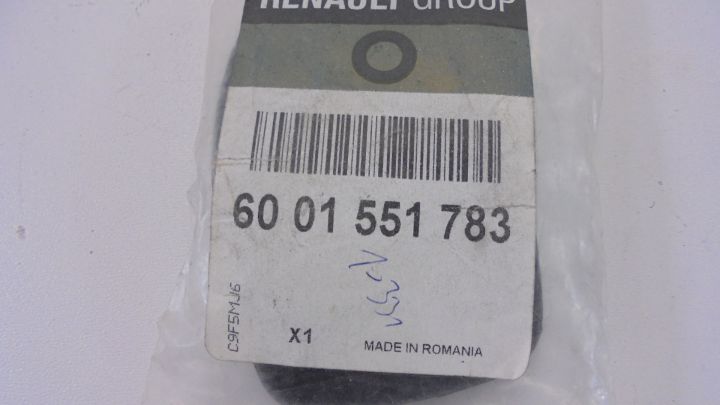 RENAULT GROUP
60 01 551 783
C9F5MJ6
X1
MADE IN ROMANIA